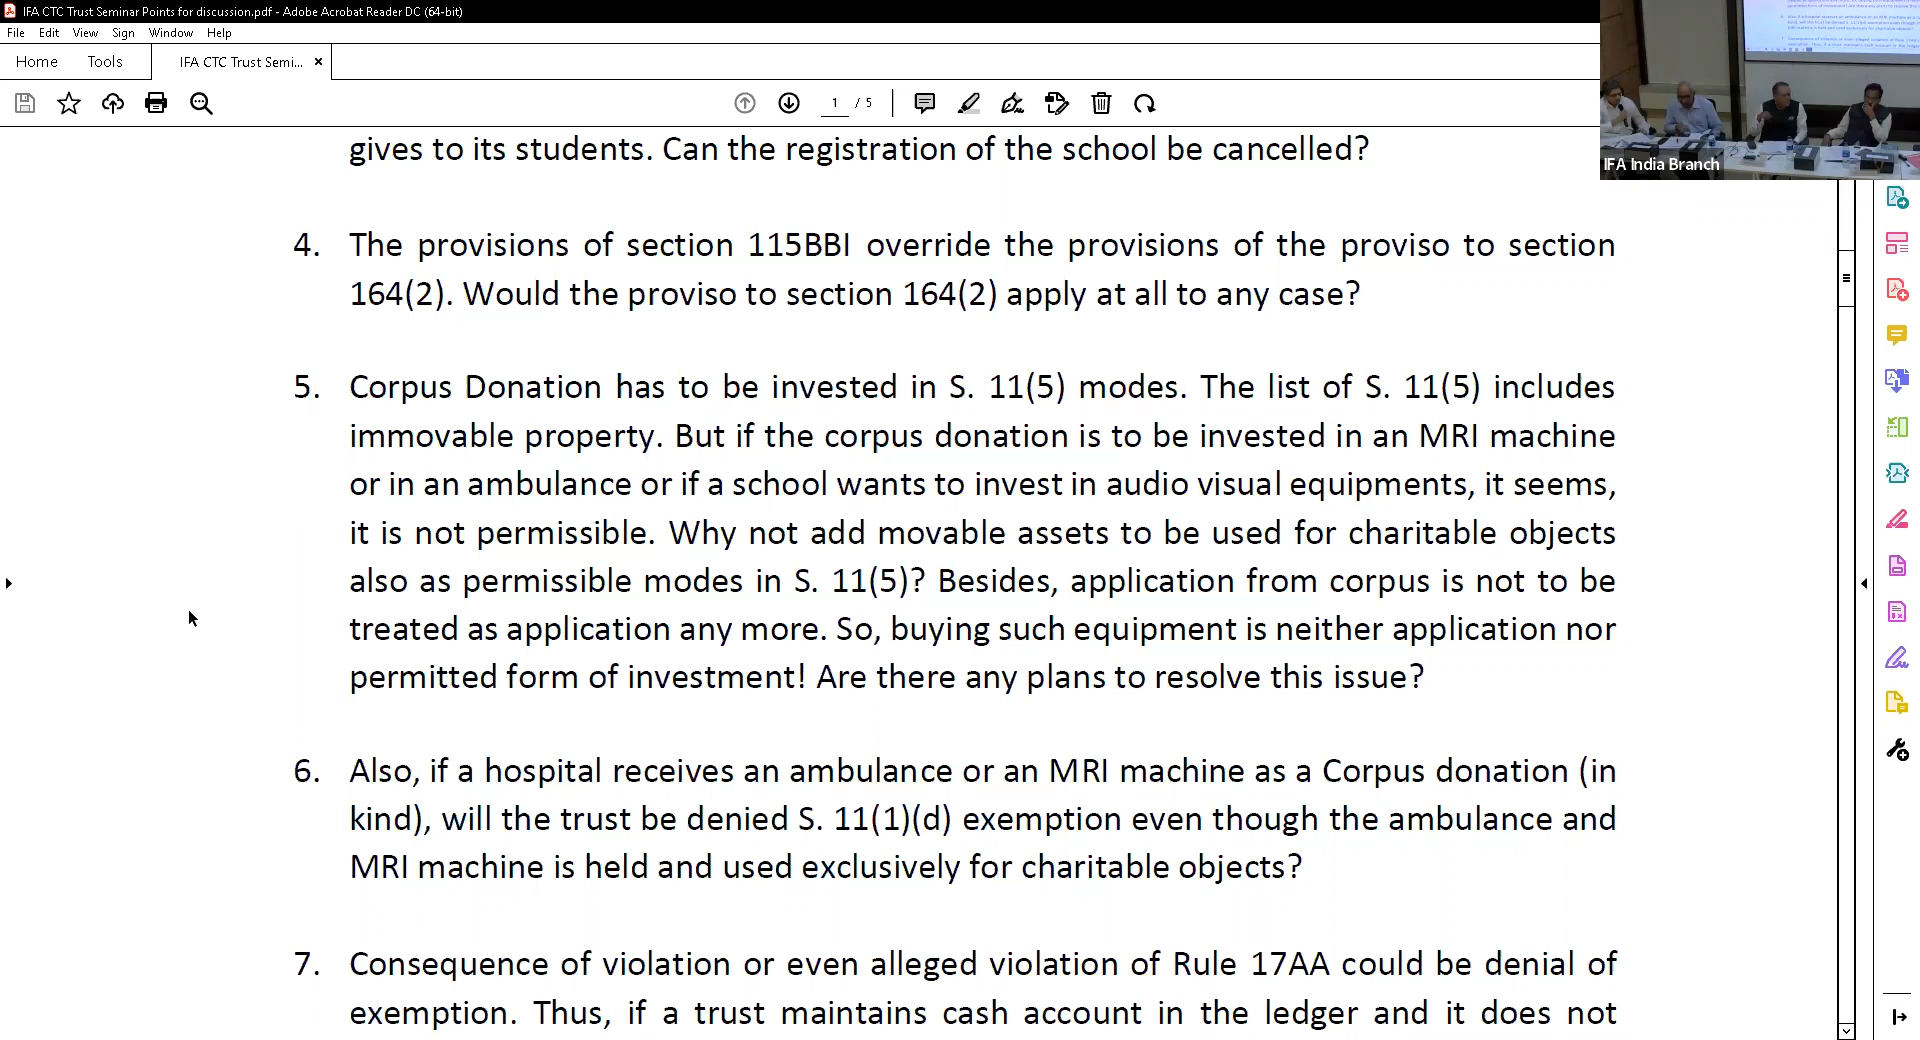 IFA CTC Trust Seminar Points for discussion.pdf - Adobe Acrobat Reader DC (64-bit)
File Edit View Sign Window Help
Home Tools IFA CTC Trust Semi... ×
1 / 5
IFA India Branch
gives to its students. Can the registration of the school be cancelled?
4. The provisions of section 115BBI override the provisions of the proviso to section
164(2). Would the proviso to section 164(2) apply at all to any case?
5. Corpus Donation has to be invested in S. 11(5) modes. The list of S. 11(5) includes
immovable property. But if the corpus donation is to be invested in an MRI machine
or in an ambulance or if a school wants to invest in audio visual equipments, it seems,
it is not permissible. Why not add movable assets to be used for charitable objects
also as permissible modes in S. 11(5)? Besides, application from corpus is not to be
treated as application any more. So, buying such equipment is neither application nor
permitted form of investment! Are there any plans to resolve this issue?
6. Also, if a hospital receives an ambulance or an MRI machine as a Corpus donation (in
kind), will the trust be denied S. 11(1)(d) exemption even though the ambulance and
MRI machine is held and used exclusively for charitable objects?
7. Consequence of violation or even alleged violation of Rule 17AA could be denial of
exemption. Thus, if a trust maintains cash account in the ledger and it does not